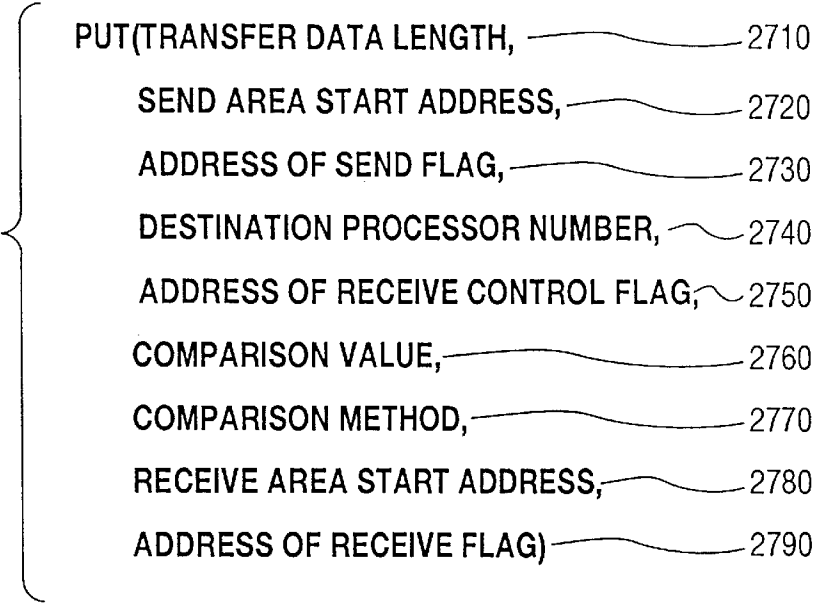 PUT(TRANSFER DATA LENGTH, 2710
SEND AREA START ADDRESS, 2720
ADDRESS OF SEND FLAG, 2730
DESTINATION PROCESSOR NUMBER, 2740
ADDRESS OF RECEIVE CONTROL FLAG, 2750
COMPARISON VALUE, 2760
COMPARISON METHOD, 2770
RECEIVE AREA START ADDRESS, 2780
ADDRESS OF RECEIVE FLAG) 2790